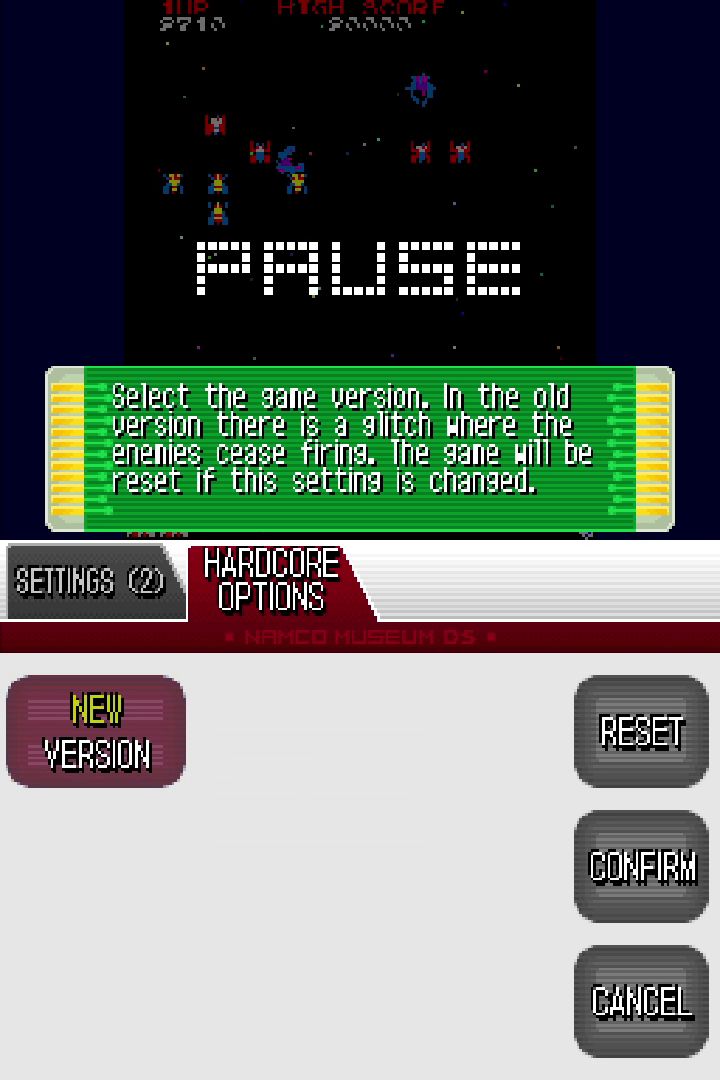 1UP HIGH SCORE
9710 90000
PAUSE
Select the game version. In the old
version there is a glitch where the
enemies cease firing. The game will be
reset if this setting is changed.
SETTINGS (2)
HARDCORE
OPTIONS
• NAMCO MUSEUM DS •
NEW
VERSION
RESET
CONFIRM
CANCEL